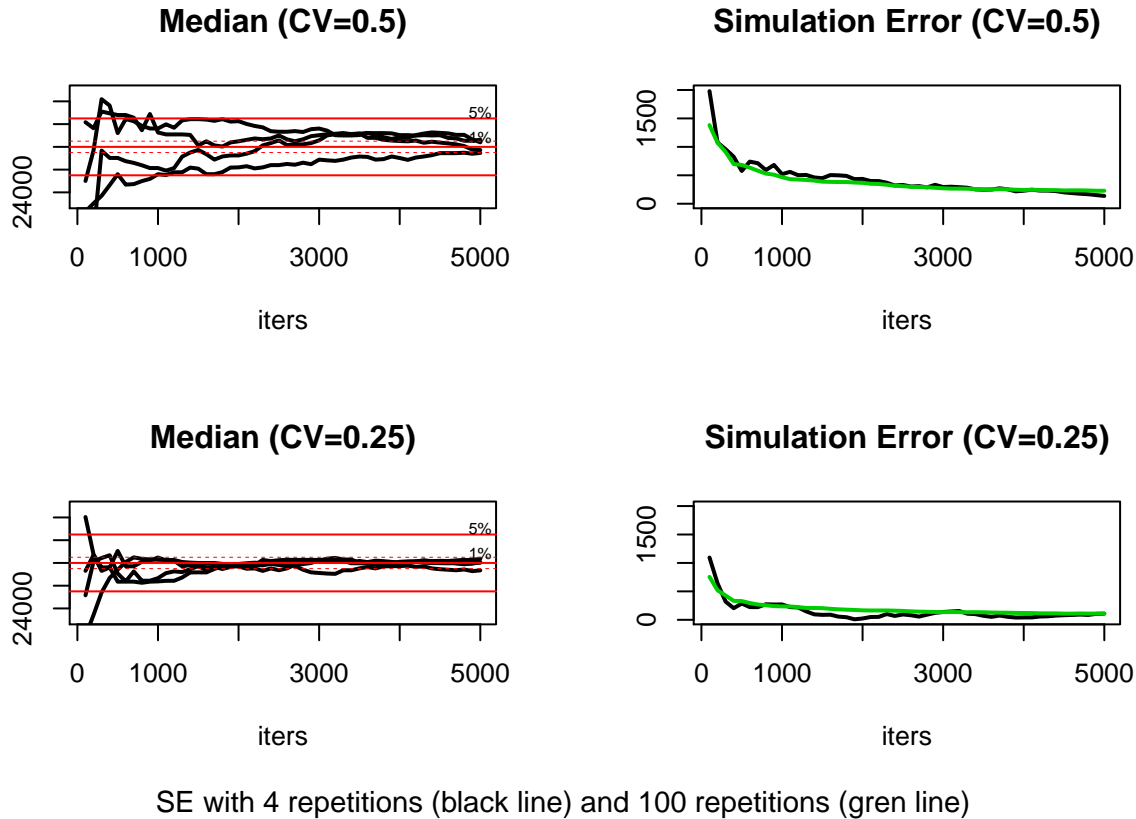 Median (CV=0.5)
24000
5%
1%
0 1000 3000 5000
iters
Simulation Error (CV=0.5)
0 1500
0 1000 3000 5000
iters
Median (CV=0.25)
24000
5%
1%
0 1000 3000 5000
iters
Simulation Error (CV=0.25)
0 1500
0 1000 3000 5000
iters
SE with 4 repetitions (black line) and 100 repetitions (gren line)